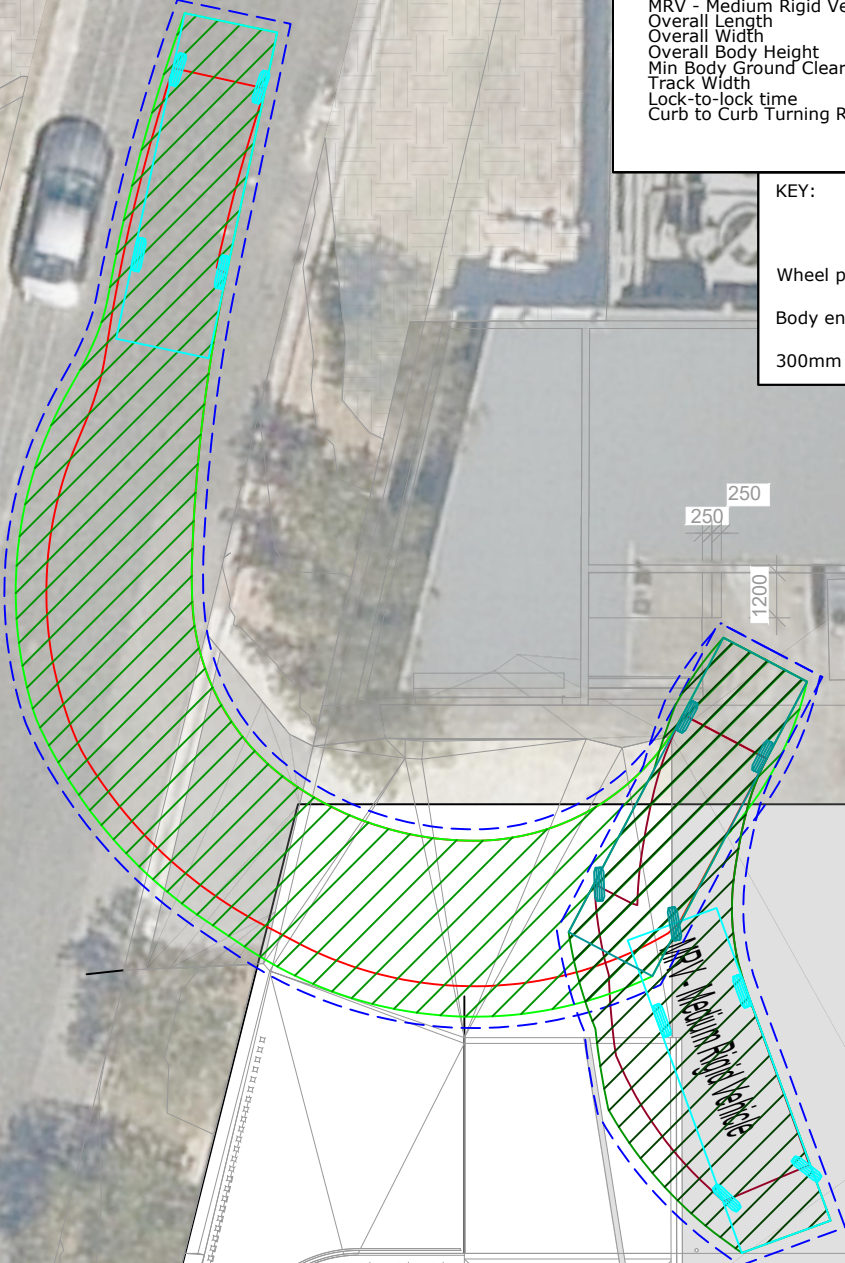 MRV - Medium Rigid Ve
Overall Length
Overall Width
Overall Body Height
Min Body Ground Clear
Track Width
Lock-to-lock time
Curb to Curb Turning R
KEY:
Wheel p
Body en
300mm
250
250
1200
MRV - Medium Rigid Vehicle